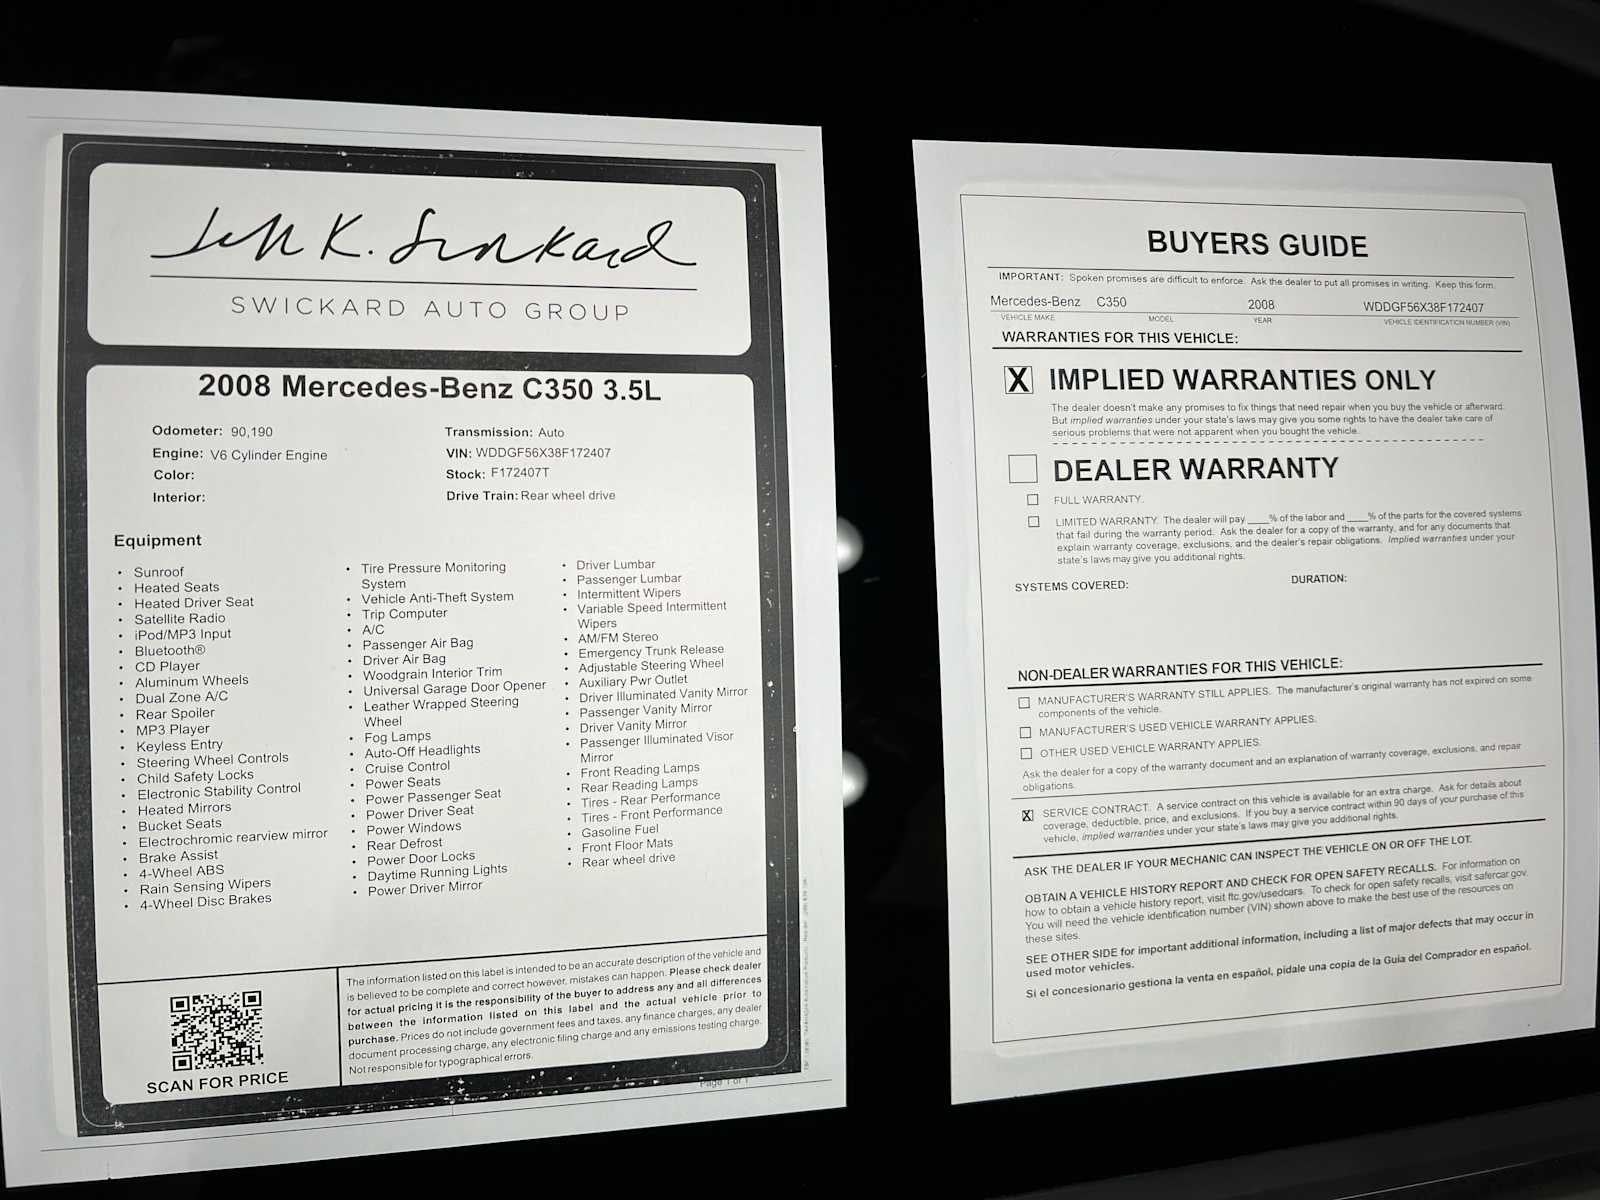 Jeff K. Swickard
SWICKARD AUTO GROUP
2008 Mercedes-Benz C350 3.5L
Odometer: 90,190
Engine: V6 Cylinder Engine
Color:
Interior:
Transmission: Auto
VIN: WDDGF56X38F172407
Stock: F172407T
Drive Train: Rear wheel drive
Equipment
• Sunroof
• Heated Seats
• Heated Driver Seat
• Satellite Radio
• iPod/MP3 Input
• Bluetooth®
• CD Player
• Aluminum Wheels
• Dual Zone A/C
• Rear Spoiler
• MP3 Player
• Keyless Entry
• Steering Wheel Controls
• Child Safety Locks
• Electronic Stability Control
• Heated Mirrors
• Bucket Seats
• Electrochromic rearview mirror
• Brake Assist
• 4-Wheel ABS
• Rain Sensing Wipers
• 4-Wheel Disc Brakes
• Tire Pressure Monitoring
System
• Vehicle Anti-Theft System
• Trip Computer
• A/C
• Passenger Air Bag
• Driver Air Bag
• Woodgrain Interior Trim
• Universal Garage Door Opener
• Leather Wrapped Steering
Wheel
• Fog Lamps
• Auto-Off Headlights
• Cruise Control
• Power Seats
• Power Passenger Seat
• Power Driver Seat
• Power Windows
• Rear Defrost
• Power Door Locks
• Daytime Running Lights
• Power Driver Mirror
• Driver Lumbar
• Passenger Lumbar
• Intermittent Wipers
• Variable Speed Intermittent
Wipers
• AM/FM Stereo
• Emergency Trunk Release
• Adjustable Steering Wheel
• Auxiliary Pwr Outlet
• Driver Illuminated Vanity Mirror
• Passenger Vanity Mirror
• Driver Vanity Mirror
• Passenger Illuminated Visor
Mirror
• Front Reading Lamps
• Rear Reading Lamps
• Tires - Rear Performance
• Tires - Front Performance
• Gasoline Fuel
• Front Floor Mats
• Rear wheel drive
SCAN FOR PRICE
The information listed on this label is intended to be an accurate description of the vehicle and
is believed to be complete and correct however, mistakes can happen. Please check dealer
for actual pricing it is the responsibility of the buyer to address any and all differences
between the information listed on this label and the actual vehicle prior to
purchase. Prices do not include government fees and taxes, any finance charges, any dealer
document processing charge, any electronic filing charge and any emissions testing charge.
Not responsible for typographical errors.
Page 1 of 1
BUYERS GUIDE
IMPORTANT: Spoken promises are difficult to enforce. Ask the dealer to put all promises in writing. Keep this form.
Mercedes-Benz C350 2008 WDDGF56X38F172407
VEHICLE MAKE MODEL YEAR VEHICLE IDENTIFICATION NUMBER (VIN)
WARRANTIES FOR THIS VEHICLE:
X IMPLIED WARRANTIES ONLY
The dealer doesn't make any promises to fix things that need repair when you buy the vehicle or afterward.
But implied warranties under your state's laws may give you some rights to have the dealer take care of
serious problems that were not apparent when you bought the vehicle.
DEALER WARRANTY
FULL WARRANTY.
LIMITED WARRANTY. The dealer will pay ____% of the labor and ____% of the parts for the covered systems
that fail during the warranty period. Ask the dealer for a copy of the warranty, and for any documents that
explain warranty coverage, exclusions, and the dealer's repair obligations. Implied warranties under your
state's laws may give you additional rights.
SYSTEMS COVERED: DURATION:
NON-DEALER WARRANTIES FOR THIS VEHICLE:
MANUFACTURER'S WARRANTY STILL APPLIES. The manufacturer's original warranty has not expired on some
components of the vehicle.
MANUFACTURER'S USED VEHICLE WARRANTY APPLIES.
OTHER USED VEHICLE WARRANTY APPLIES.
Ask the dealer for a copy of the warranty document and an explanation of warranty coverage, exclusions, and repair
obligations.
X SERVICE CONTRACT. A service contract on this vehicle is available for an extra charge. Ask for details about
coverage, deductible, price, and exclusions. If you buy a service contract within 90 days of your purchase of this
vehicle, implied warranties under your state's laws may give you additional rights.
ASK THE DEALER IF YOUR MECHANIC CAN INSPECT THE VEHICLE ON OR OFF THE LOT.
OBTAIN A VEHICLE HISTORY REPORT AND CHECK FOR OPEN SAFETY RECALLS. For information on
how to obtain a vehicle history report, visit ftc.gov/usedcars. To check for open safety recalls, visit safercar.gov.
You will need the vehicle identification number (VIN) shown above to make the best use of the resources on
these sites.
SEE OTHER SIDE for important additional information, including a list of major defects that may occur in
used motor vehicles.
Si el concesionario gestiona la venta en español, pídale una copia de la Guía del Comprador en español.